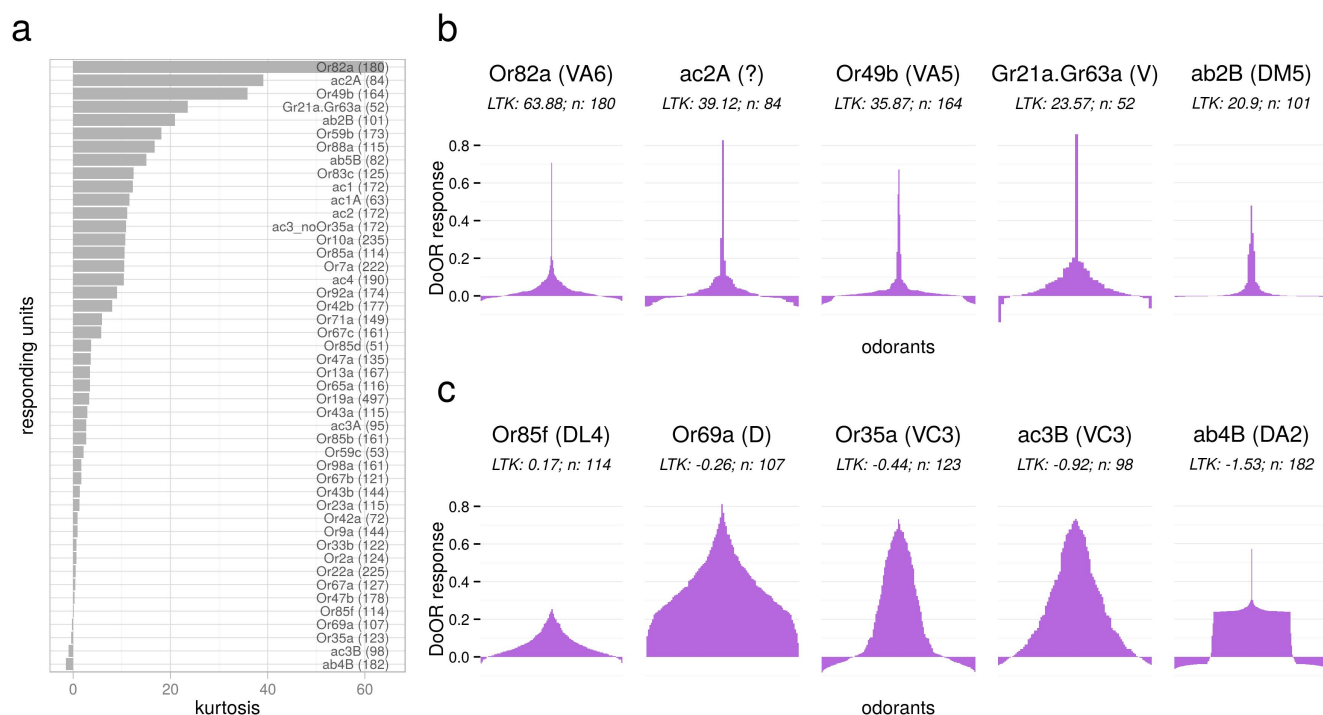 a
responding units
Or82a (180)
ac2A (84)
Or49b (164)
Gr21a.Gr63a (52)
ab2B (101)
Or59b (173)
Or88a (115)
ab5B (82)
Or83c (125)
ac1 (172)
ac1A (63)
ac2 (172)
ac3_noOr35a (172)
Or10a (235)
Or85a (114)
Or7a (222)
ac4 (190)
Or92a (174)
Or42b (177)
Or71a (149)
Or67c (161)
Or85d (51)
Or47a (135)
Or13a (167)
Or65a (116)
Or19a (497)
Or43a (115)
ac3A (95)
Or85b (161)
Or59c (53)
Or98a (161)
Or67b (121)
Or43b (144)
Or23a (115)
Or42a (72)
Or9a (144)
Or33b (122)
Or2a (124)
Or22a (225)
Or67a (127)
Or47b (178)
Or85f (114)
Or69a (107)
Or35a (123)
ac3B (98)
ab4B (182)
0 20 40 60
kurtosis
b
Or82a (VA6) ac2A (?) Or49b (VA5) Gr21a.Gr63a (V) ab2B (DM5)
LTK: 63.88; n: 180 LTK: 39.12; n: 84 LTK: 35.87; n: 164 LTK: 23.57; n: 52 LTK: 20.9; n: 101
DoOR response
0.8
0.6
0.4
0.2
0.0
odorants
c
Or85f (DL4) Or69a (D) Or35a (VC3) ac3B (VC3) ab4B (DA2)
LTK: 0.17; n: 114 LTK: -0.26; n: 107 LTK: -0.44; n: 123 LTK: -0.92; n: 98 LTK: -1.53; n: 182
DoOR response
0.8
0.6
0.4
0.2
0.0
odorants